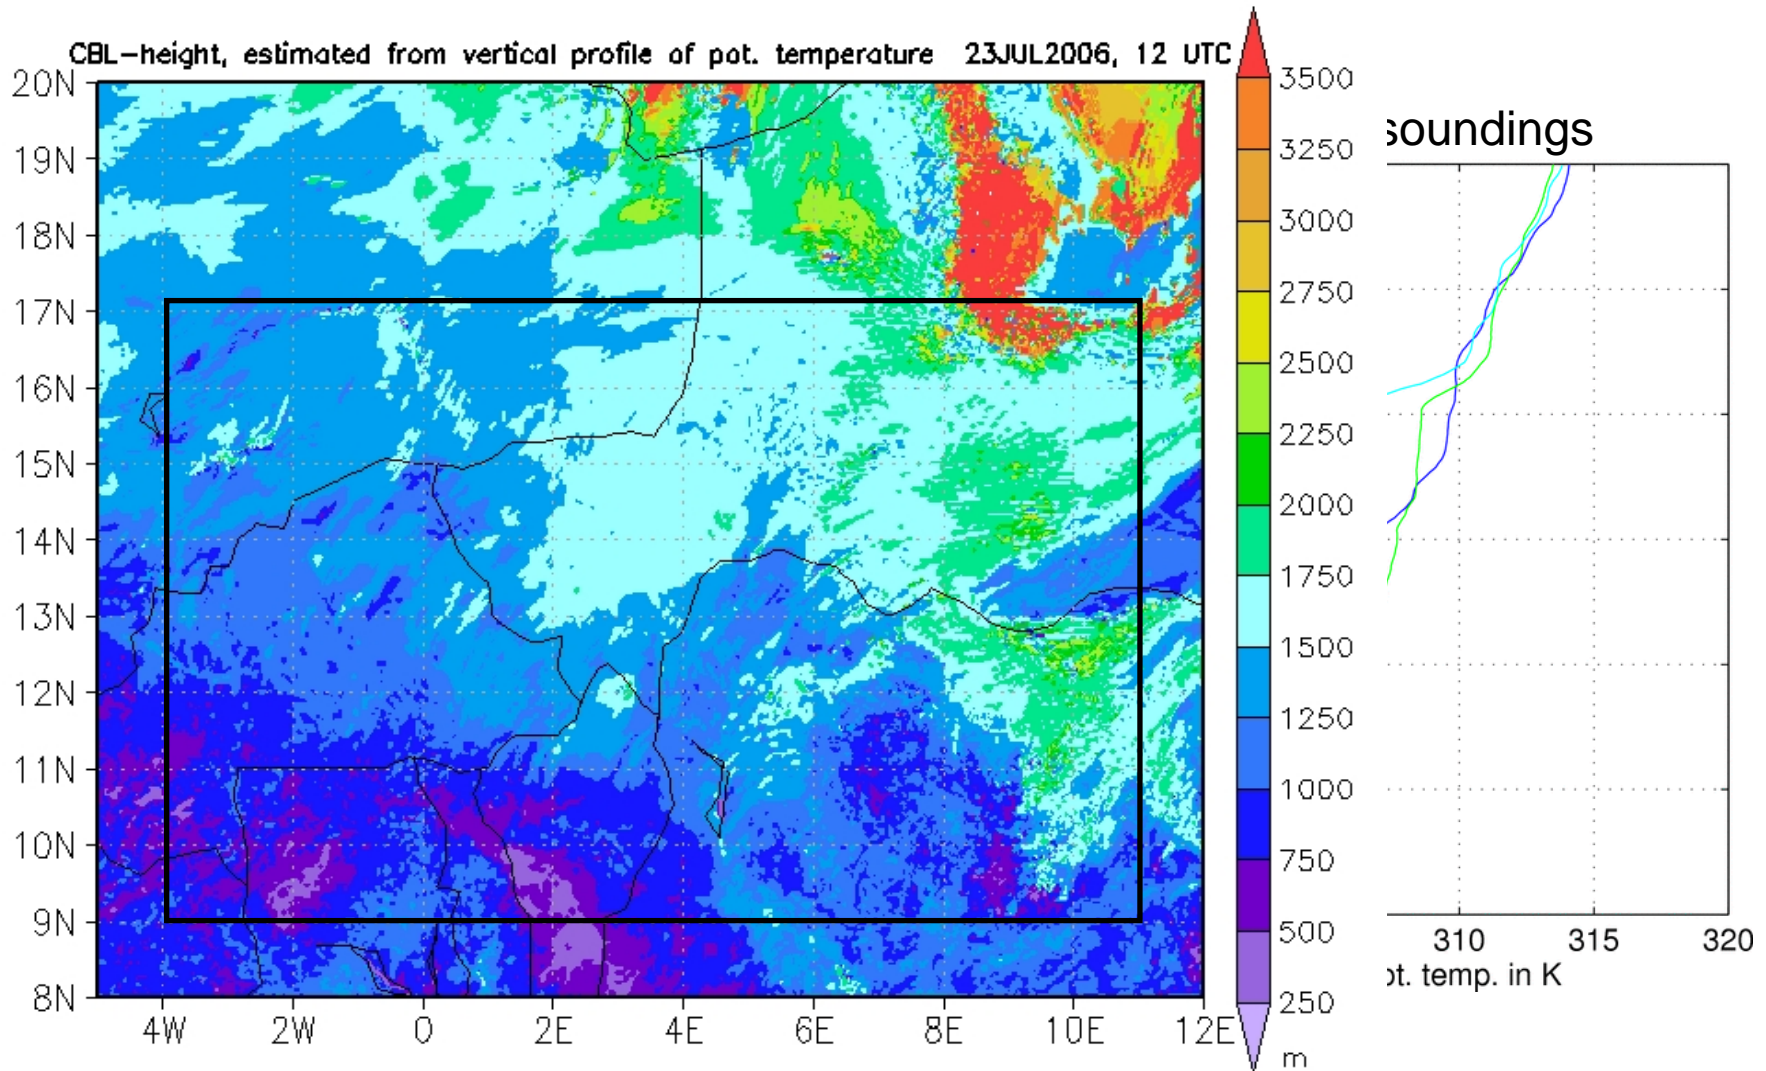 CBL-height, estimated from vertical profile of pot. temperature 23JUL2006, 12 UTC
20N
19N
18N
17N
16N
15N
14N
13N
12N
11N
10N
9N
8N
4W 2W 0 2E 4E 6E 8E 10E 12E
3500
3250
3000
2750
2500
2250
2000
1750
1500
1250
1000
750
500
250
m
soundings
310 315 320
ot. temp. in K